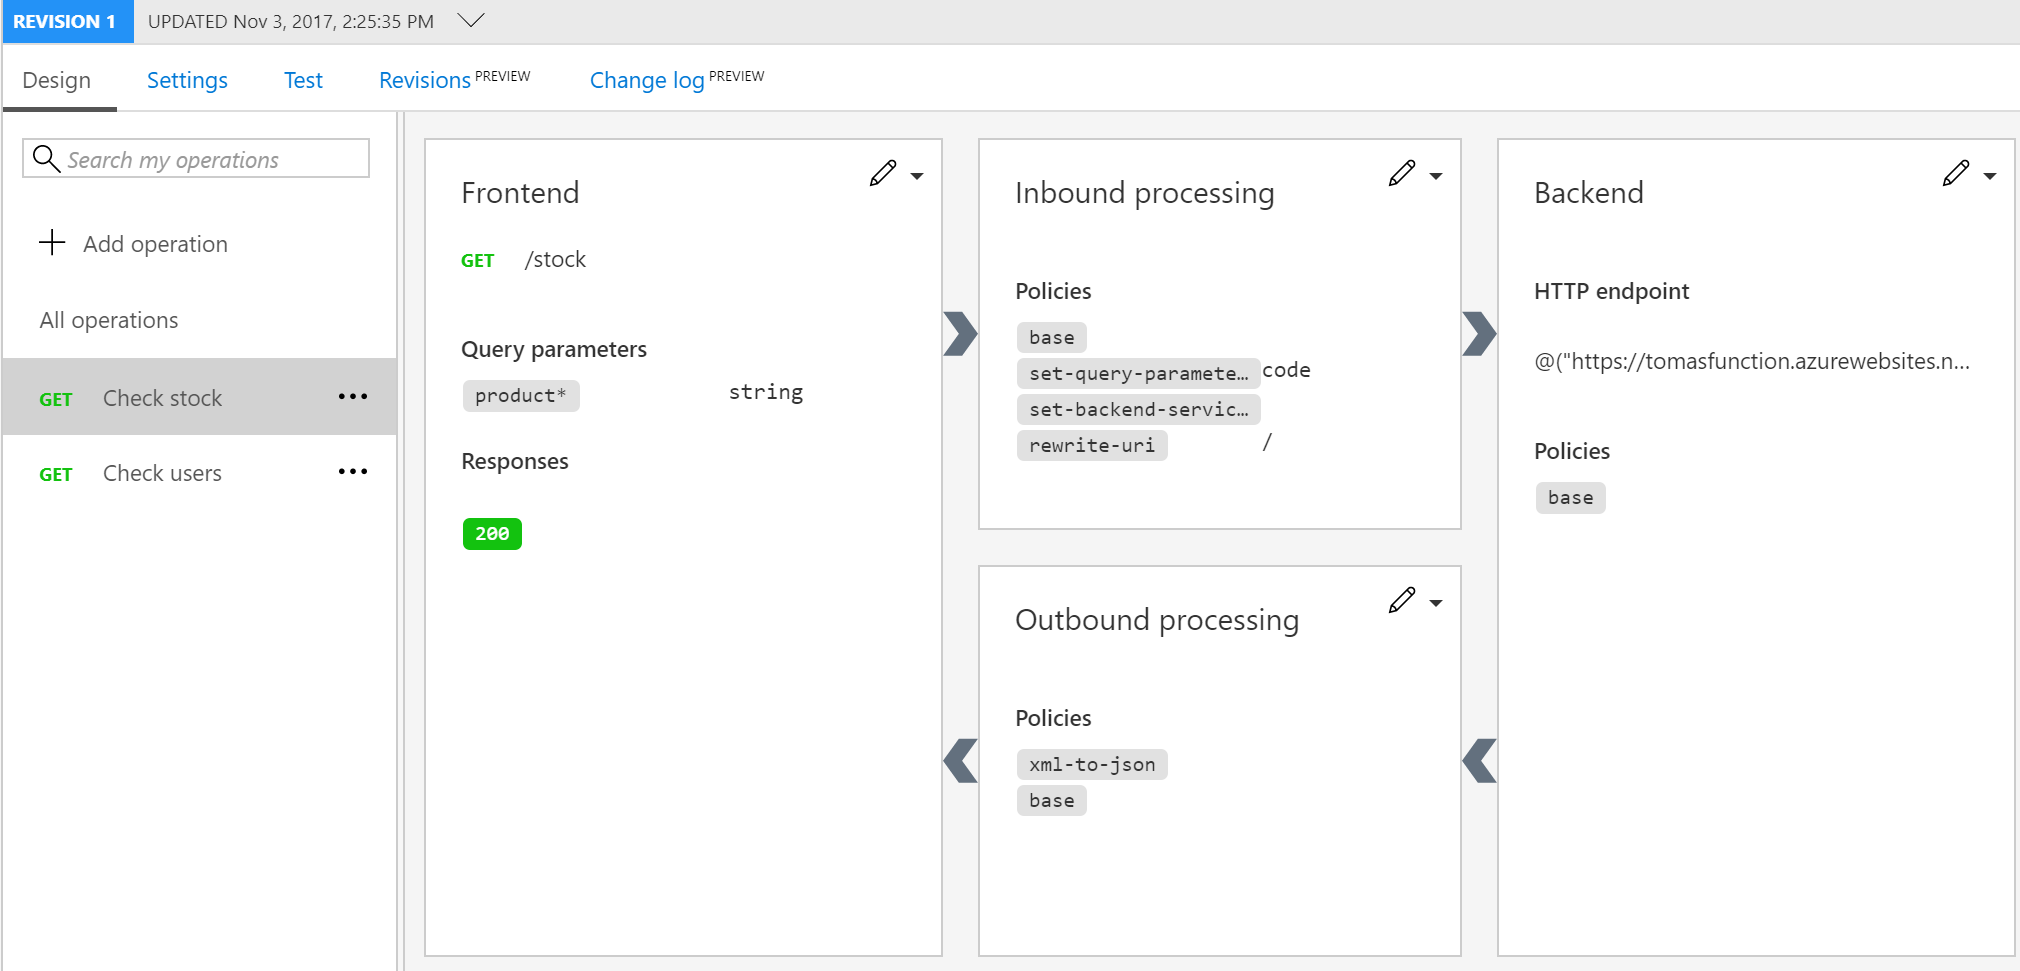 REVISION 1 UPDATED Nov 3, 2017, 2:25:35 PM
Design Settings Test Revisions PREVIEW Change log PREVIEW
Search my operations
Add operation
All operations
GET Check stock
GET Check users
Frontend
GET /stock
Query parameters
product* string
Responses
200
Inbound processing
Policies
base
set-query-paramete… code
set-backend-servic…
rewrite-uri /
Outbound processing
Policies
xml-to-json
base
Backend
HTTP endpoint
@("https://tomasfunction.azurewebsites.n...
Policies
base